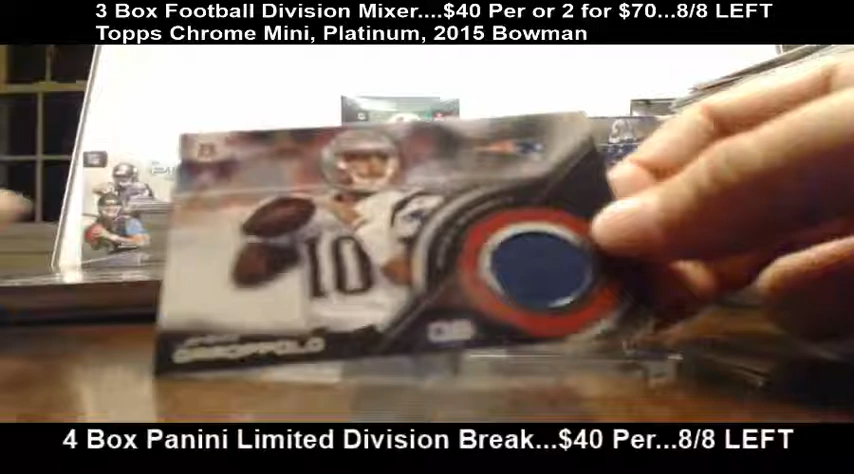 3 Box Football Division Mixer....$40 Per or 2 for $70...8/8 LEFT
Topps Chrome Mini, Platinum, 2015 Bowman
10
GAROPPOLO
QB
4 Box Panini Limited Division Break...$40 Per...8/8 LEFT